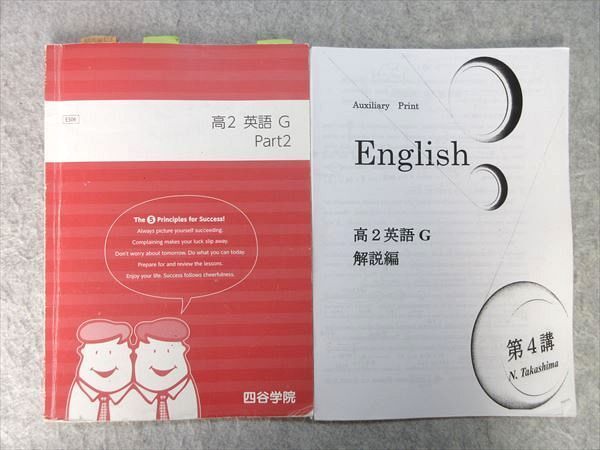 ES06
高2 英語 G
Part2
The 5 Principles for Success!
Always picture yourself succeeding.
Complaining makes your luck slip away.
Don't worry about tomorrow. Do what you can today.
Prepare for and review the lessons.
Enjoy your life. Success follows cheerfulness.
四谷学院
Auxiliary Print
English
高2英語G
解説編
第4講
N. Takashima